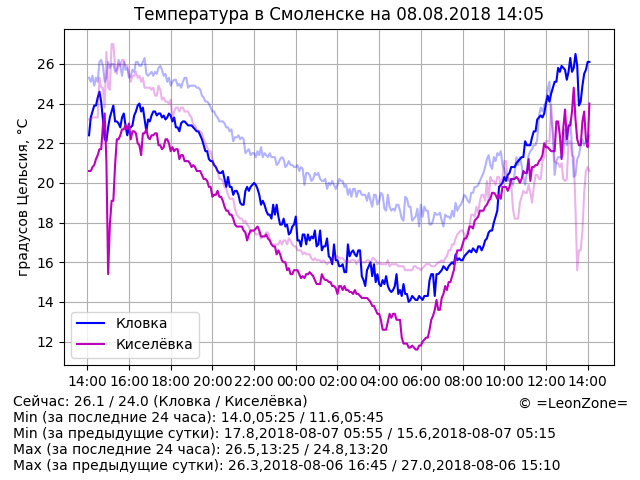 Температура в Смоленске на 08.08.2018 14:05
градусов Цельсия, °C
26
24
22
20
18
16
14
12
Кловка
Киселёвка
14:00 16:00 18:00 20:00 22:00 00:00 02:00 04:00 06:00 08:00 10:00 12:00 14:00
Сейчас: 26.1 / 24.0 (Кловка / Киселёвка)
© =LeonZone=
Min (за последние 24 часа): 14.0,05:25 / 11.6,05:45
Min (за предыдущие сутки): 17.8,2018-08-07 05:55 / 15.6,2018-08-07 05:15
Max (за последние 24 часа): 26.5,13:25 / 24.8,13:20
Max (за предыдущие сутки): 26.3,2018-08-06 16:45 / 27.0,2018-08-06 15:10